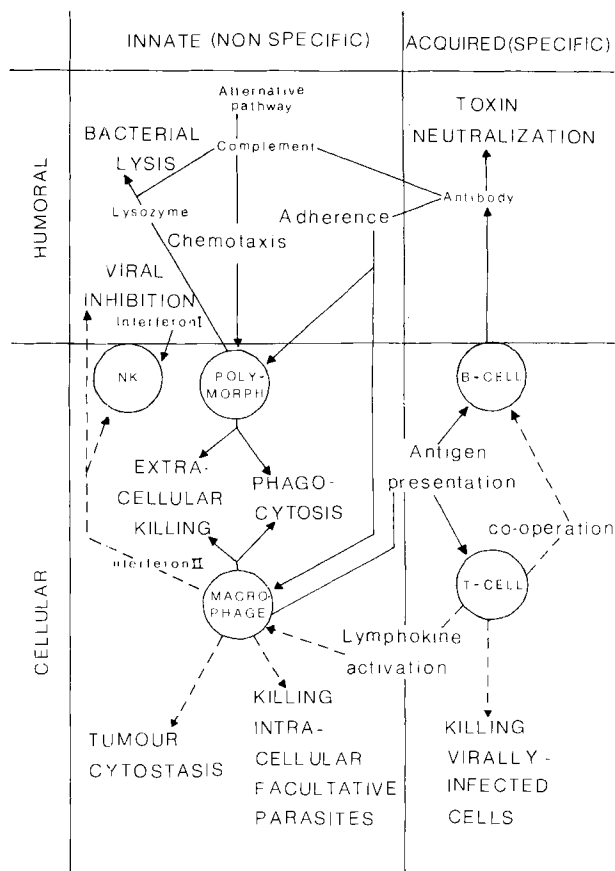 INNATE (NON SPECIFIC)
ACQUIRED (SPECIFIC)
HUMORAL
CELLULAR
Alternative
pathway
BACTERIAL
LYSIS
Complement
Lysozyme
Chemotaxis
Adherence
TOXIN
NEUTRALIZATION
Antibody
VIRAL
INHIBITION
Interferon I
NK
POLY-
MORPH
B-CELL
EXTRA-
CELLULAR
KILLING
PHAGO-
CYTOSIS
Antigen
presentation
co-operation
Interferon II
MACRO-
PHAGE
T-CELL
Lymphokine
activation
TUMOUR
CYTOSTASIS
KILLING
INTRA-
CELLULAR
FACULTATIVE
PARASITES
KILLING
VIRALLY-
INFECTED
CELLS